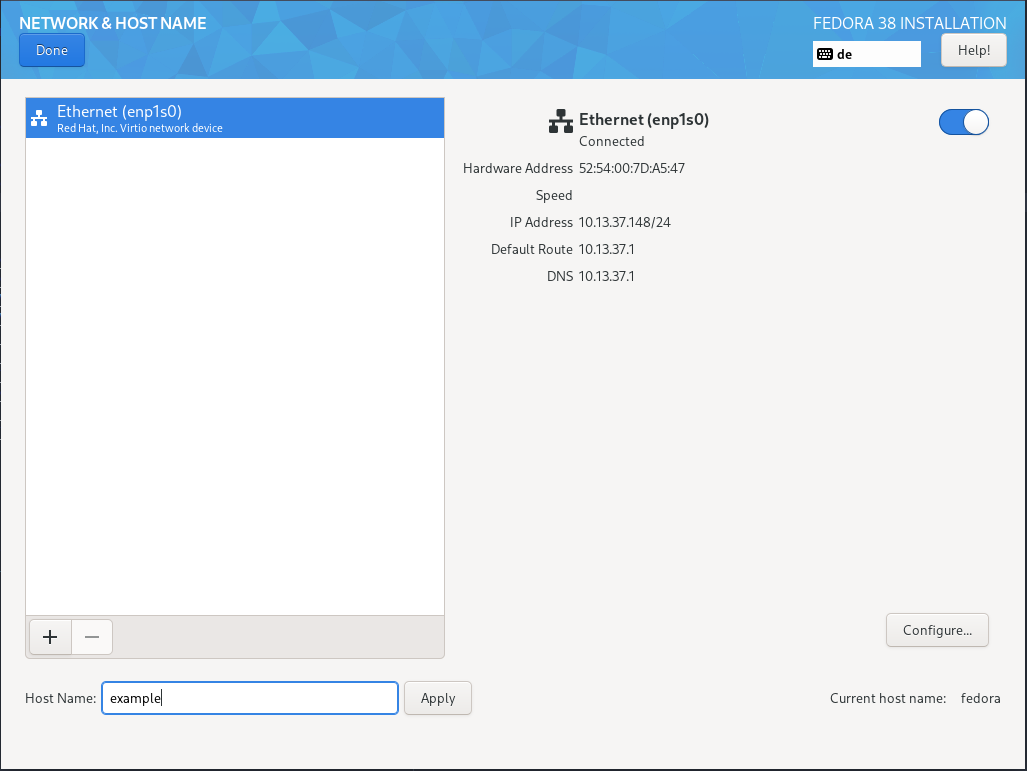 NETWORK & HOST NAME
FEDORA 38 INSTALLATION
Done
de
Help!
Ethernet (enp1s0)
Red Hat, Inc. Virtio network device
Ethernet (enp1s0)
Connected
Hardware Address 52:54:00:7D:A5:47
Speed
IP Address 10.13.37.148/24
Default Route 10.13.37.1
DNS 10.13.37.1
Configure...
Host Name: example Apply
Current host name: fedora